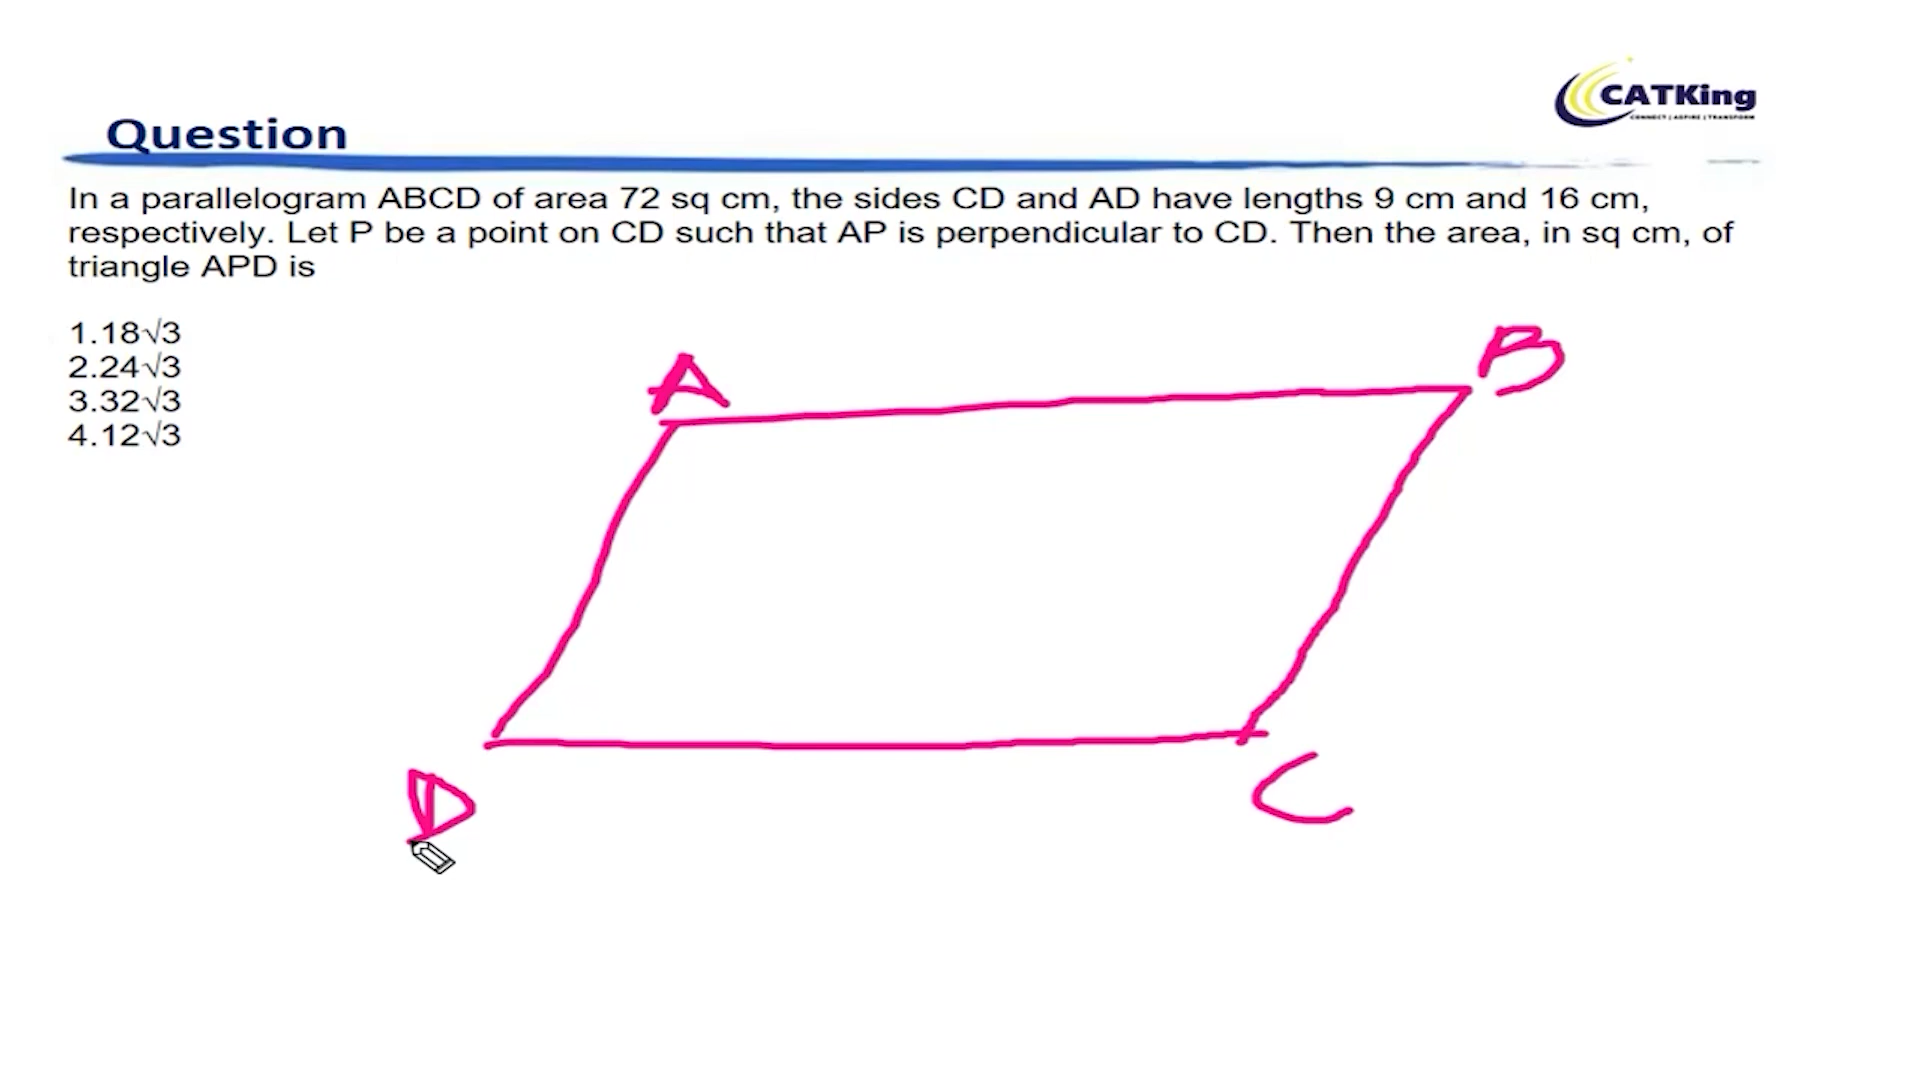 CATKing
CONNECT | ASPIRE | TRANSFORM
Question
In a parallelogram ABCD of area 72 sq cm, the sides CD and AD have lengths 9 cm and 16 cm,
respectively. Let P be a point on CD such that AP is perpendicular to CD. Then the area, in sq cm, of
triangle APD is
1.18√3
2.24√3
3.32√3
4.12√3
A
B
D
C